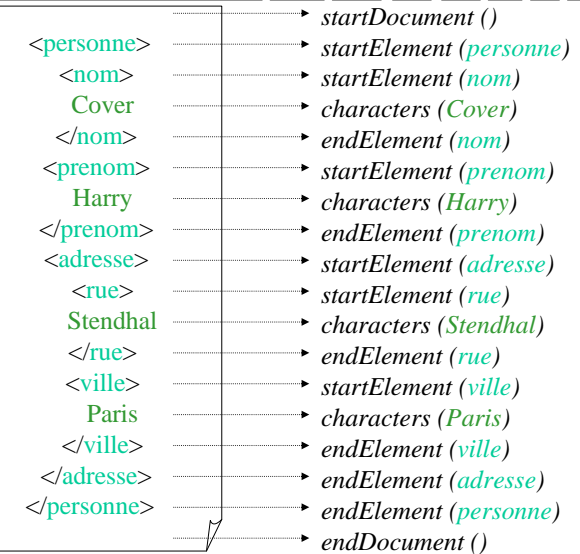 startDocument ()
<personne> startElement (personne)
<nom> startElement (nom)
Cover characters (Cover)
</nom> endElement (nom)
<prenom> startElement (prenom)
Harry characters (Harry)
</prenom> endElement (prenom)
<adresse> startElement (adresse)
<rue> startElement (rue)
Stendhal characters (Stendhal)
</rue> endElement (rue)
<ville> startElement (ville)
Paris characters (Paris)
</ville> endElement (ville)
</adresse> endElement (adresse)
</personne> endElement (personne)
endDocument ()